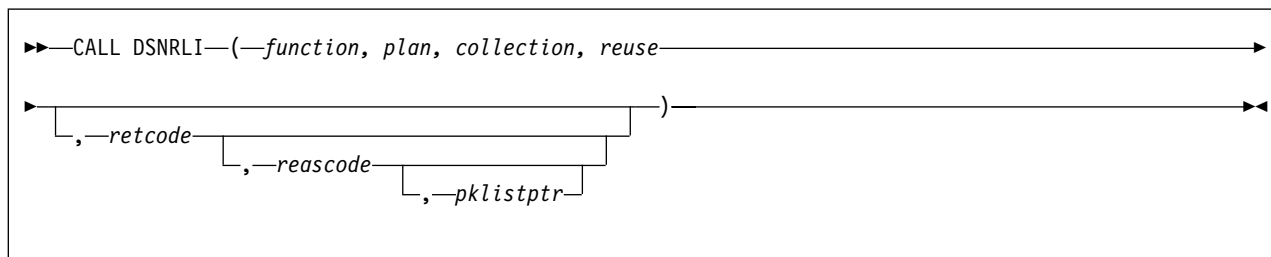 CALL DSNRLI ( function, plan, collection, reuse
)
, retcode
, reascode
, pklistptr